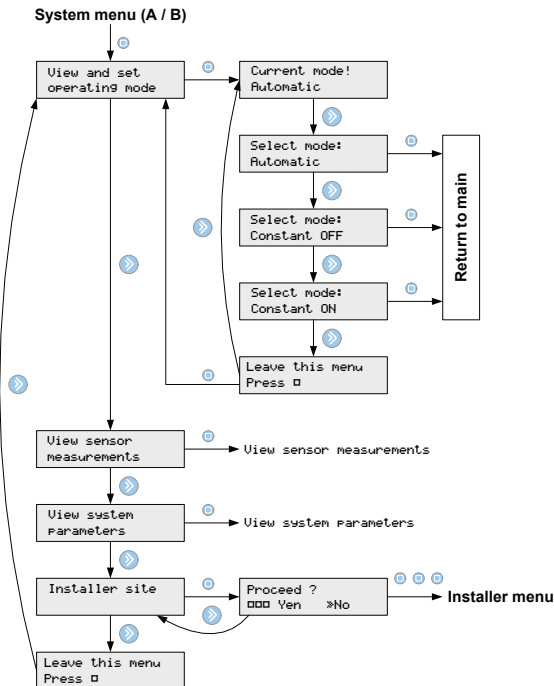 System menu (A / B)
View and set
operating mode
Current mode!
Automatic
Select mode:
Automatic
Select mode:
Constant OFF
Select mode:
Constant ON
Leave this menu
Press □
Return to main
View sensor
measurements
View sensor measurements
View system
parameters
View system parameters
Installer site
Proceed ?
□□□ Yen »No
Installer menu
Leave this menu
Press □